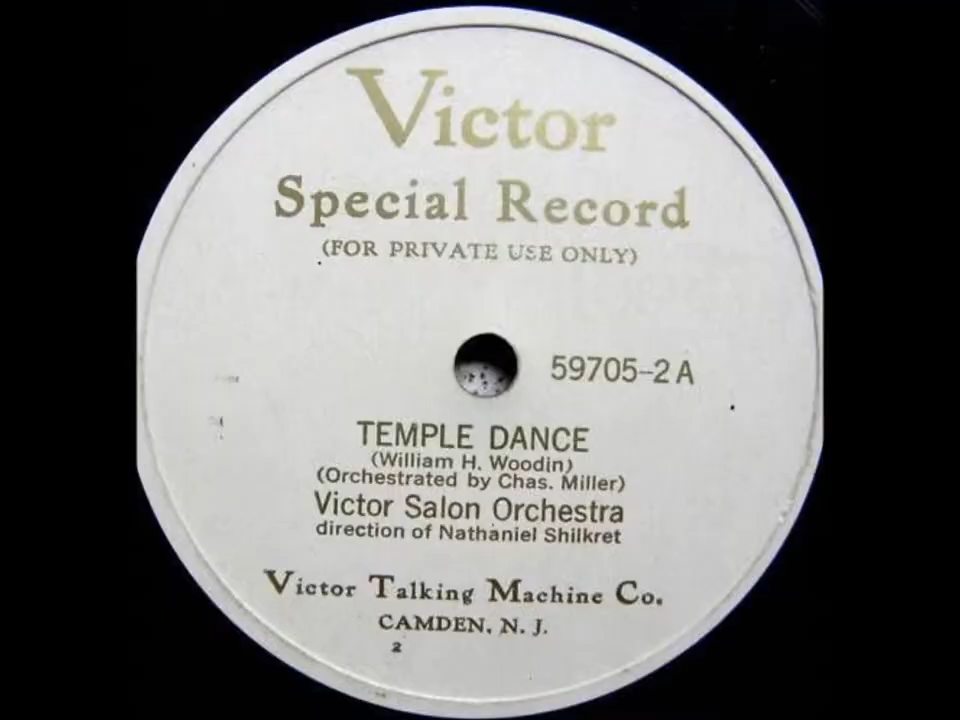 Victor
Special Record
(FOR PRIVATE USE ONLY)
59705-2 A
TEMPLE DANCE
(William H. Woodin)
(Orchestrated by Chas. Miller)
Victor Salon Orchestra
direction of Nathaniel Shilkret
Victor Talking Machine Co.
CAMDEN, N. J.
2